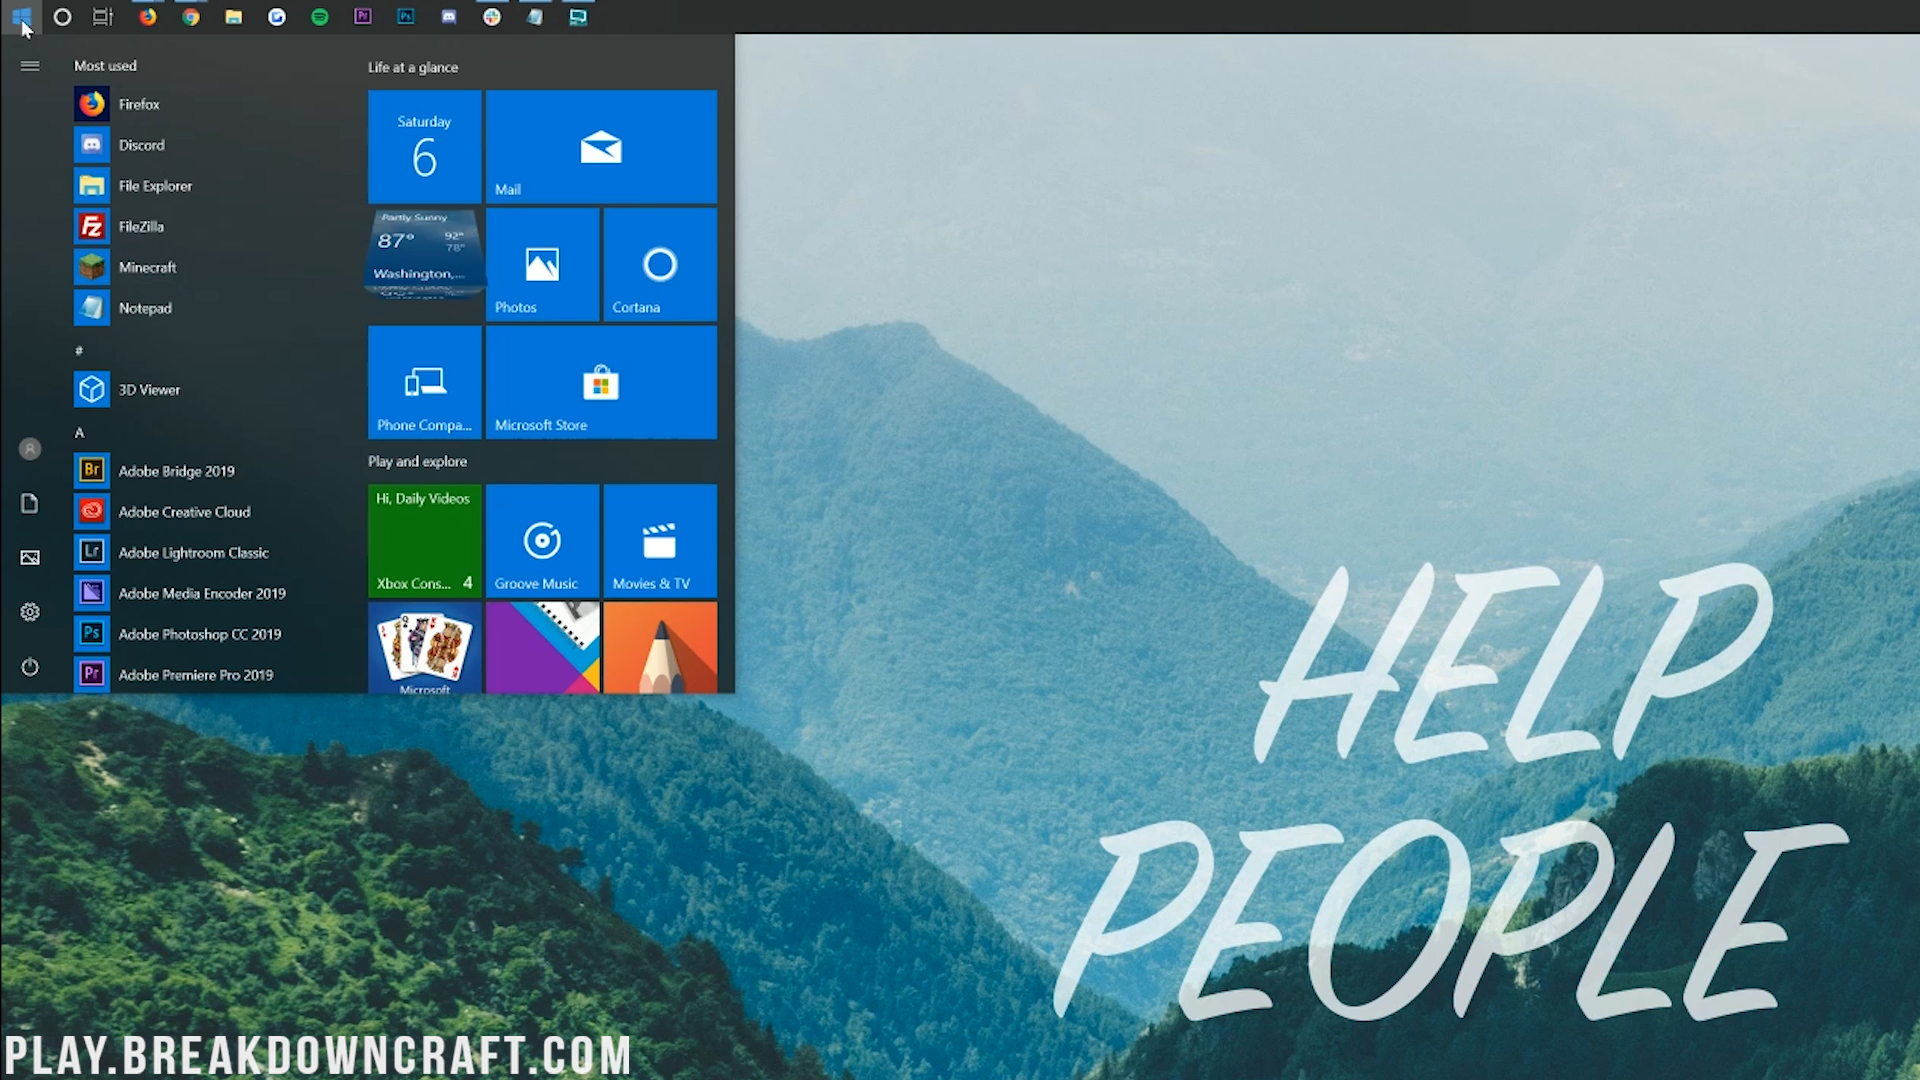 Most used
Firefox
Discord
File Explorer
FileZilla
Minecraft
Notepad
#
3D Viewer
A
Adobe Bridge 2019
Adobe Creative Cloud
Adobe Lightroom Classic
Adobe Media Encoder 2019
Adobe Photoshop CC 2019
Adobe Premiere Pro 2019
Life at a glance
Saturday
6
Mail
Partly Sunny
87° 92°
78°
Washington,...
Photos
Cortana
Phone Compa...
Microsoft Store
Play and explore
Hi, Daily Videos
Xbox Cons... 4
Groove Music
Movies & TV
Microsoft
HELP
PEOPLE
PLAY.BREAKDOWNCRAFT.COM